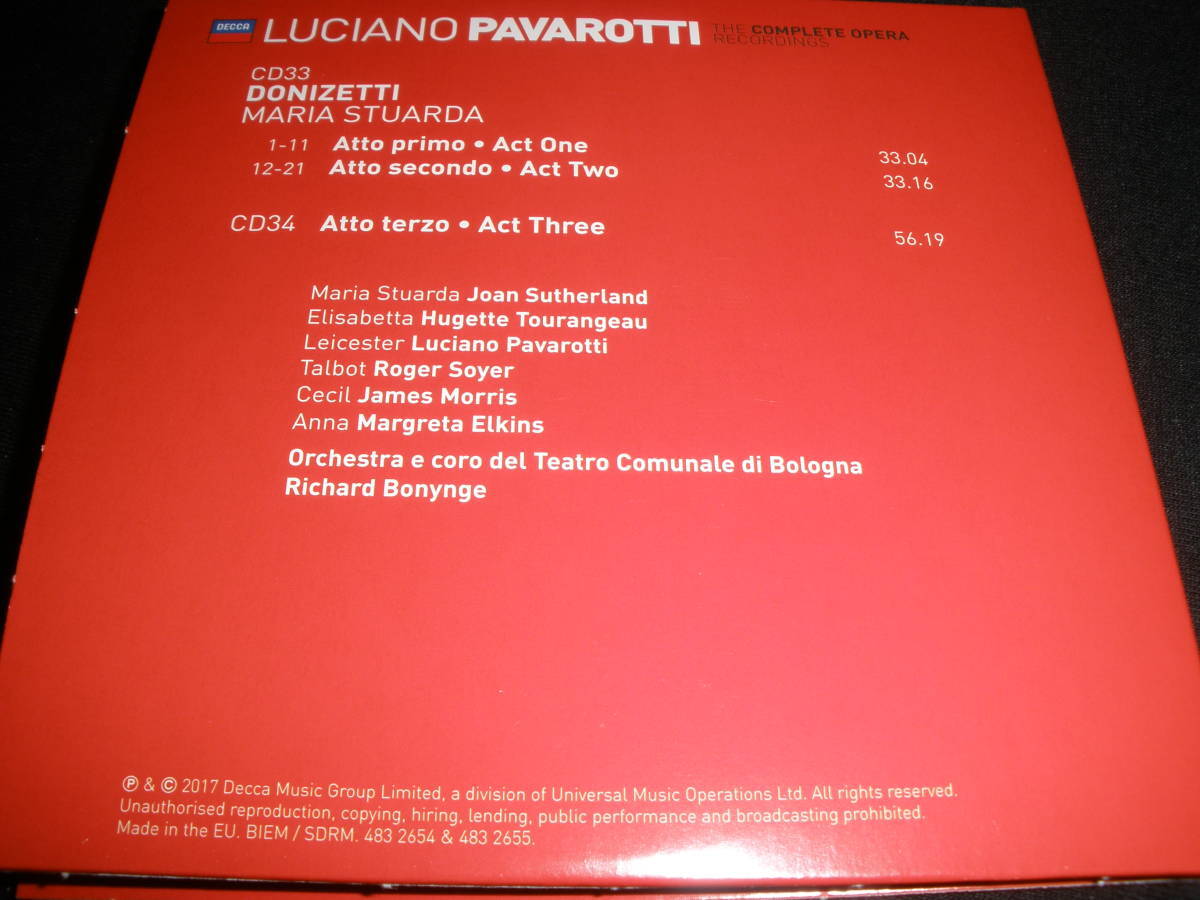 DECCA LUCIANO PAVAROTTI THE COMPLETE OPERA
RECORDINGS
CD33
DONIZETTI
MARIA STUARDA
1-11 Atto primo • Act One 33.04
12-21 Atto secondo • Act Two 33.16
CD34 Atto terzo • Act Three 56.19
Maria Stuarda Joan Sutherland
Elisabetta Hugette Tourangeau
Leicester Luciano Pavarotti
Talbot Roger Soyer
Cecil James Morris
Anna Margreta Elkins
Orchestra e coro del Teatro Comunale di Bologna
Richard Bonynge
℗ & © 2017 Decca Music Group Limited, a division of Universal Music Operations Ltd. All rights reserved.
Unauthorised reproduction, copying, hiring, lending, public performance and broadcasting prohibited.
Made in the EU. BIEM / SDRM. 483 2654 & 483 2655.